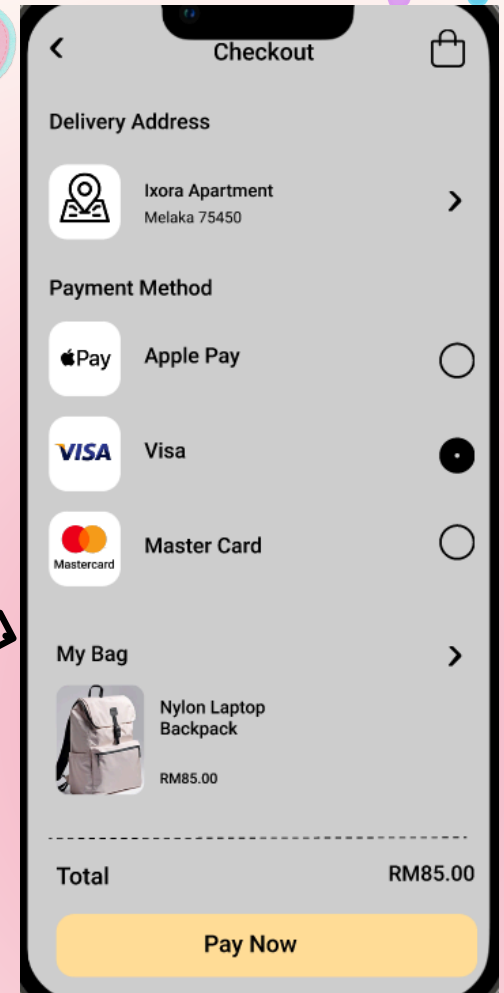 Checkout
Delivery Address
Ixora Apartment
Melaka 75450
Payment Method
Pay
Apple Pay
VISA
Visa
Mastercard
Master Card
My Bag
Nylon Laptop
Backpack
RM85.00
Total
RM85.00
Pay Now